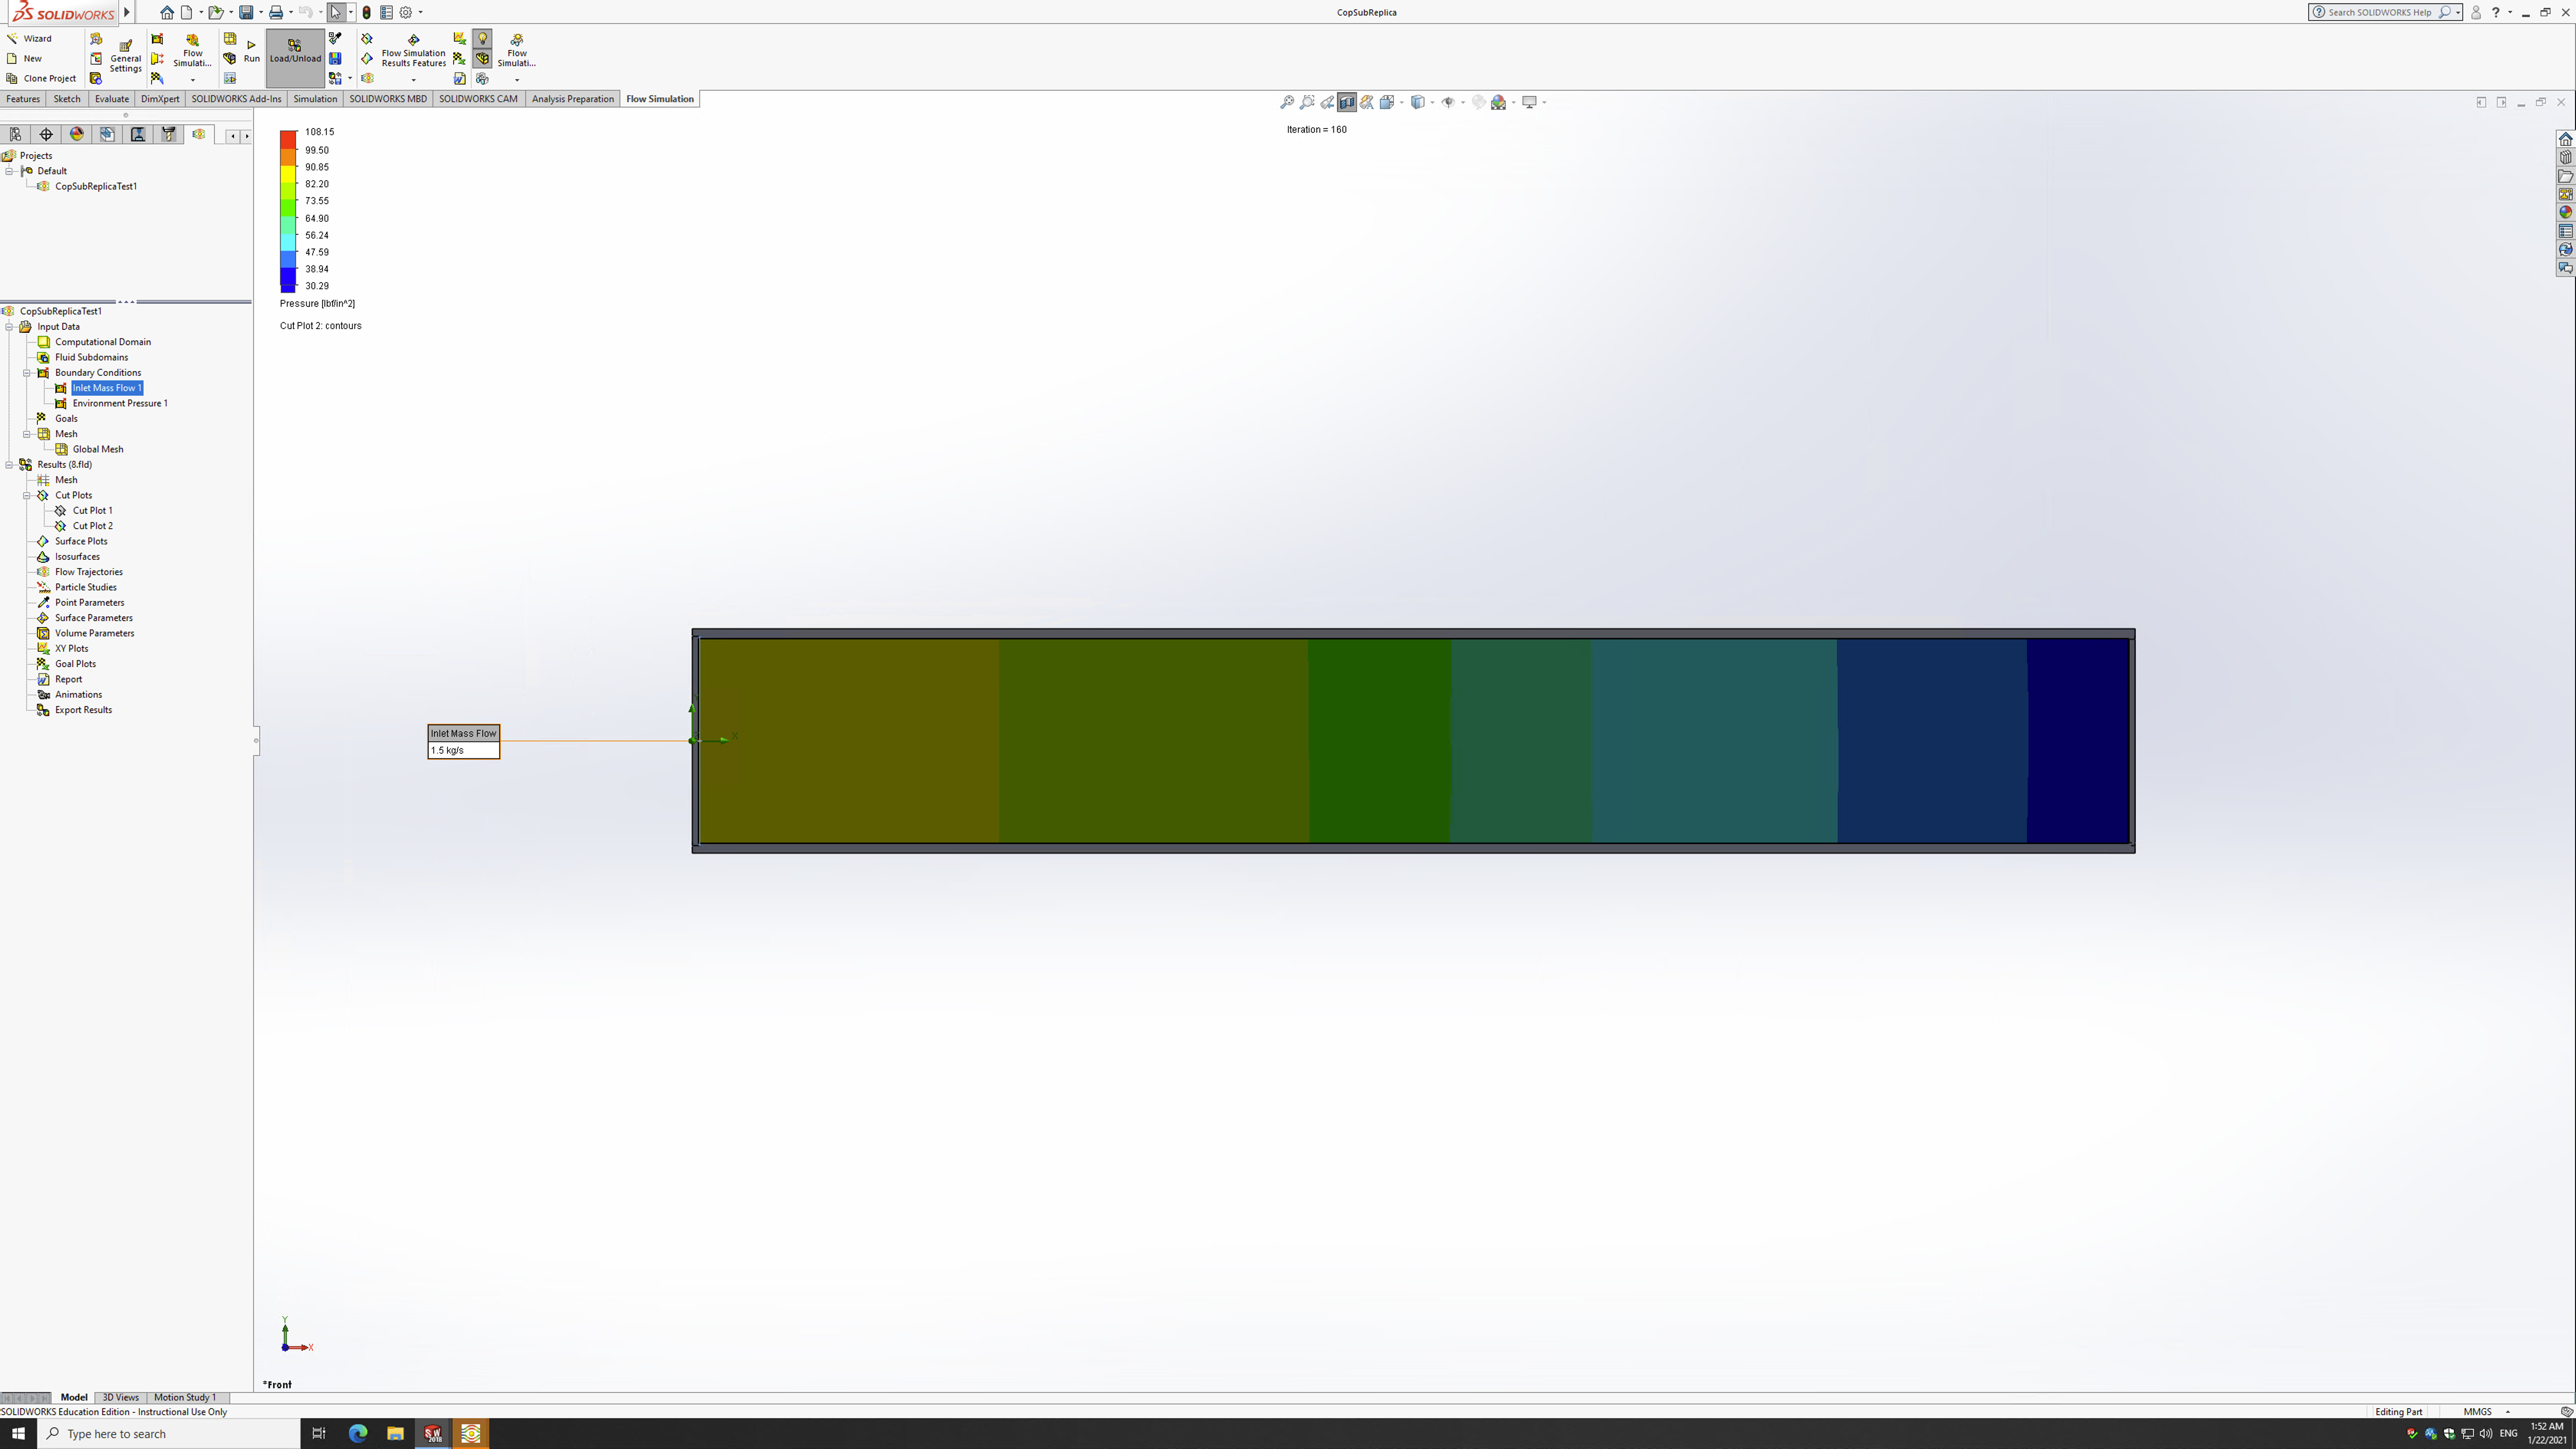 SOLIDWORKS
CopSubReplica
Search SOLIDWORKS Help
?
Wizard
New
Clone Project
General
Settings
Flow
Simulati...
Run
Load/Unload
Flow Simulation
Results Features
Flow
Simulati...
Features
Sketch
Evaluate
DimXpert
SOLIDWORKS Add-Ins
Simulation
SOLIDWORKS MBD
SOLIDWORKS CAM
Analysis Preparation
Flow Simulation
Projects
Default
CopSubReplicaTest1
CopSubReplicaTest1
Input Data
Computational Domain
Fluid Subdomains
Boundary Conditions
Inlet Mass Flow 1
Environment Pressure 1
Goals
Mesh
Global Mesh
Results (8.fld)
Mesh
Cut Plots
Cut Plot 1
Cut Plot 2
Surface Plots
Isosurfaces
Flow Trajectories
Particle Studies
Point Parameters
Surface Parameters
Volume Parameters
XY Plots
Goal Plots
Report
Animations
Export Results
108.15
99.50
90.85
82.20
73.55
64.90
56.24
47.59
38.94
30.29
Pressure [lbf/in^2]
Cut Plot 2: contours
Iteration = 160
Inlet Mass Flow
1.5 kg/s
X
Y
X
*Front
Model
3D Views
Motion Study 1
SOLIDWORKS Education Edition - Instructional Use Only
Editing Part
MMGS
Type here to search
SW
2018
ENG
1:52 AM
1/22/2021